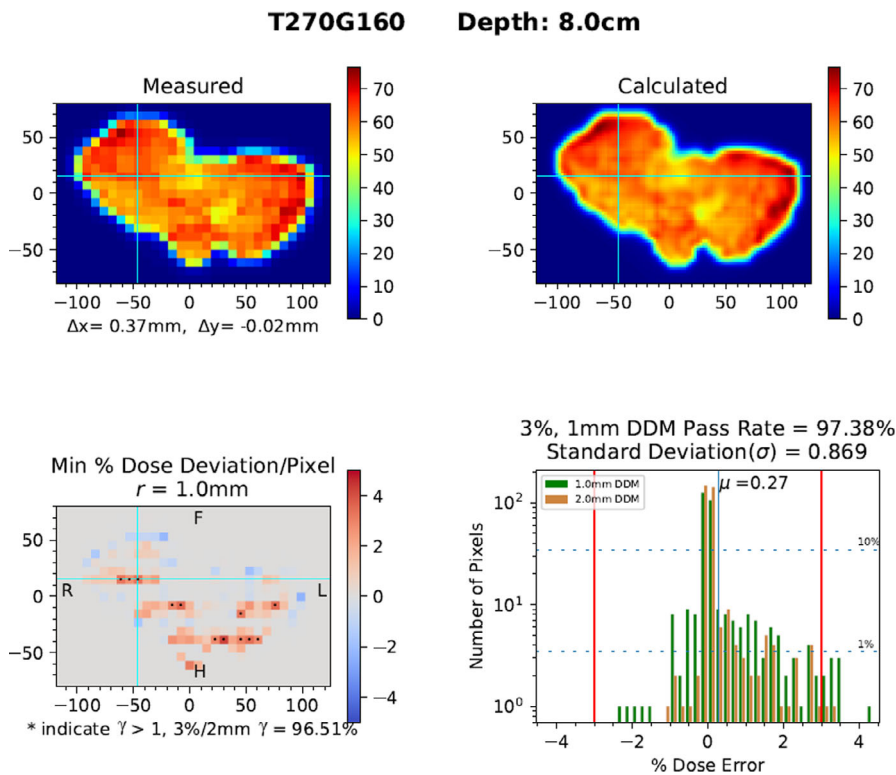 T270G160 Depth: 8.0cm
Measured
Calculated
50
0
−50
−100 −50 0 50 100
70
60
50
40
30
20
10
0
Δx= 0.37mm, Δy= -0.02mm
50
0
−50
−100 −50 0 50 100
70
60
50
40
30
20
10
0
Min % Dose Deviation/Pixel
r = 1.0mm
F
R
L
H
50
0
−50
−100 −50 0 50 100
4
2
0
−2
−4
* indicate γ > 1, 3%/2mm γ = 96.51%
3%, 1mm DDM Pass Rate = 97.38%
Standard Deviation(σ) = 0.869
1.0mm DDM
2.0mm DDM
μ =0.27
10%
1%
Number of Pixels
10²
10¹
10⁰
−4 −2 0 2 4
% Dose Error